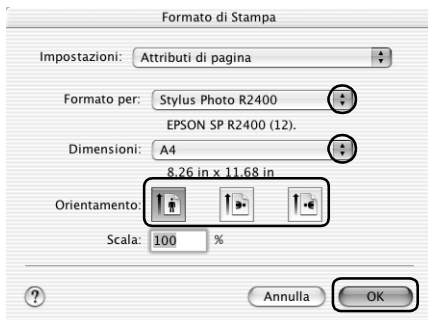 Formato di Stampa
Impostazioni: Attributi di pagina
Formato per: Stylus Photo R2400
EPSON SP R2400 (12).
Dimensioni: A4
8.26 in x 11.68 in
Orientamento:
Scala: 100 %
? Annulla OK